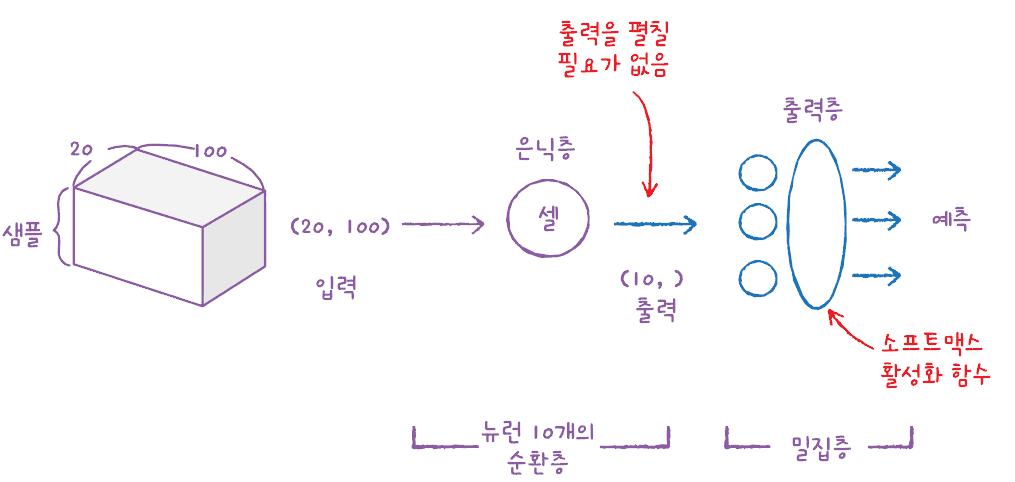 출력을 펼칠
필요가 없음
출력층
20
100
은닉층
샘플
(20, 100)
셀
예측
입력
(10, )
출력
소프트맥스
활성화 함수
뉴런 10개의
순환층
밀집층